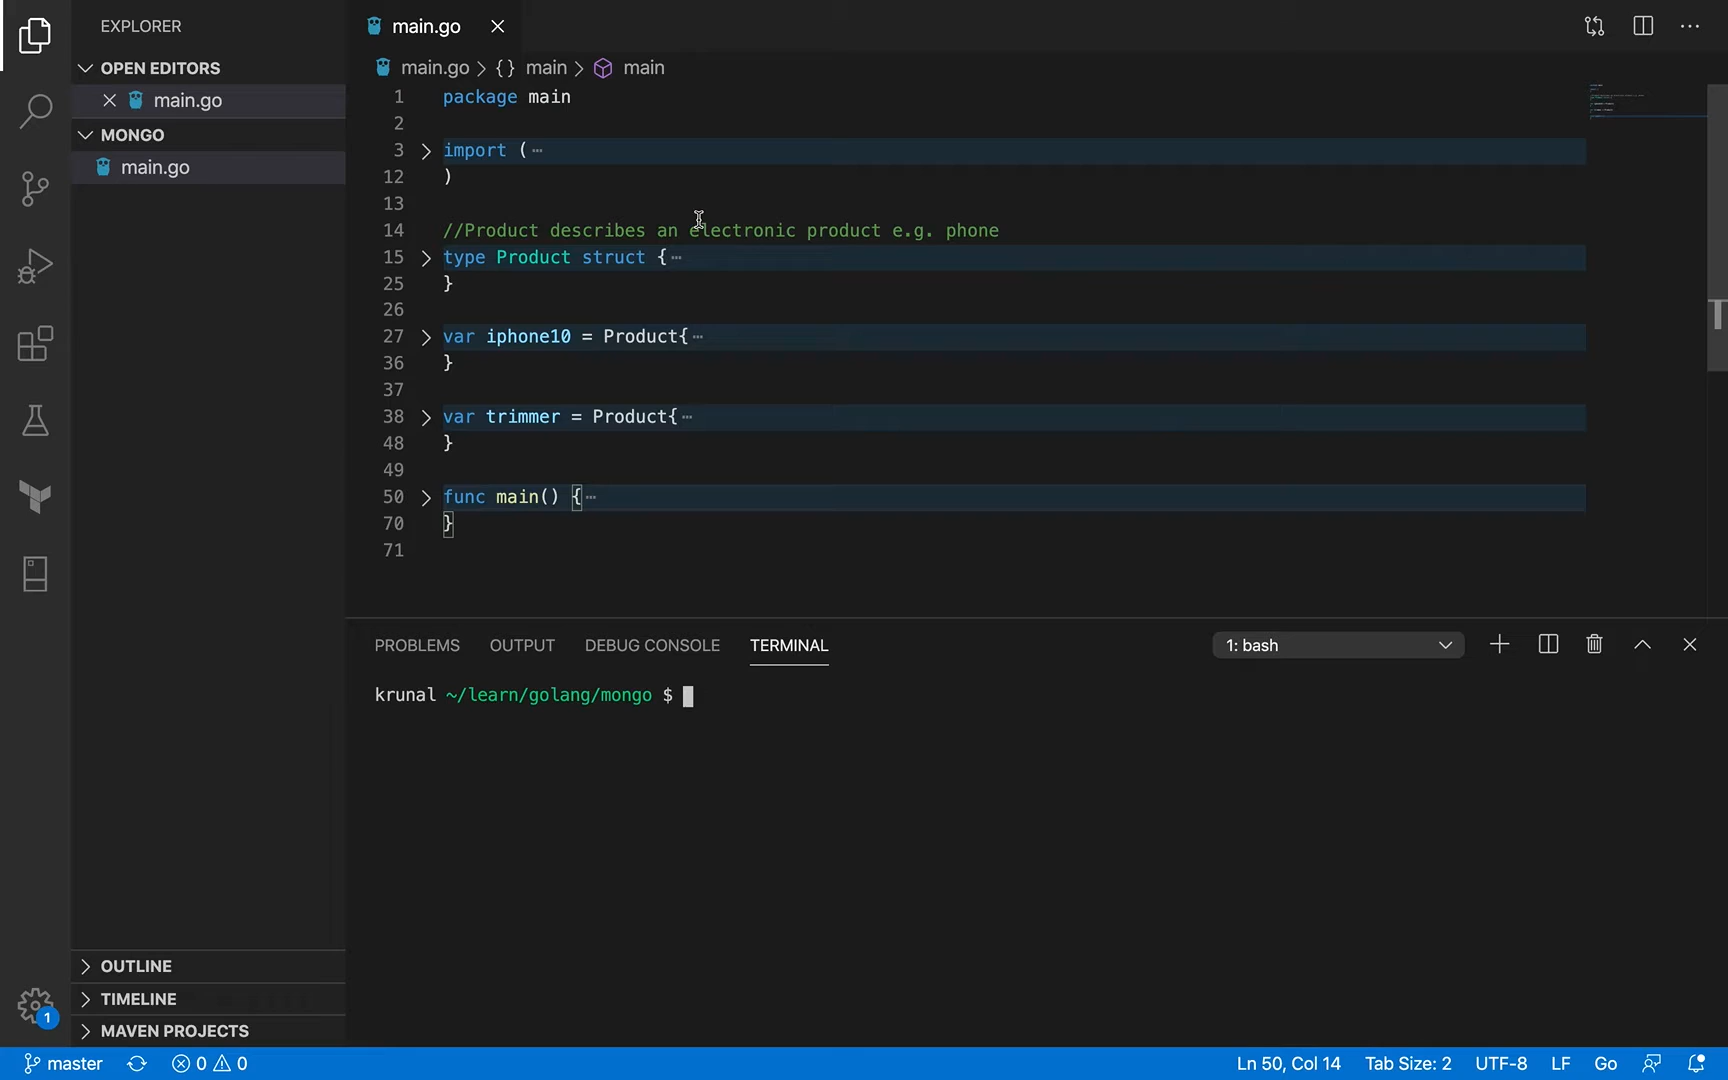 EXPLORER
OPEN EDITORS
main.go
MONGO
main.go
OUTLINE
TIMELINE
MAVEN PROJECTS
1
main.go
main.go > {} main > main
1 package main
2
3 import (
12 )
13
14 //Product describes an electronic product e.g. phone
15 type Product struct {
25 }
26
27 var iphone10 = Product{
36 }
37
38 var trimmer = Product{
48 }
49
50 func main() {
70 }
71
PROBLEMS OUTPUT DEBUG CONSOLE TERMINAL 1: bash
krunal ~/learn/golang/mongo $
master 0 0 Ln 50, Col 14 Tab Size: 2 UTF-8 LF Go